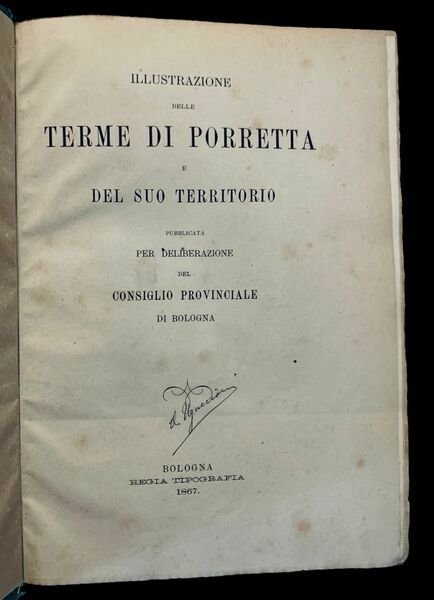 ILLUSTRAZIONE
DELLE
TERME DI PORRETTA
E
DEL SUO TERRITORIO
PUBBLICATA
PER DELIBERAZIONE
DEL
CONSIGLIO PROVINCIALE
DI BOLOGNA
BOLOGNA
REGIA TIPOGRAFIA
1867.